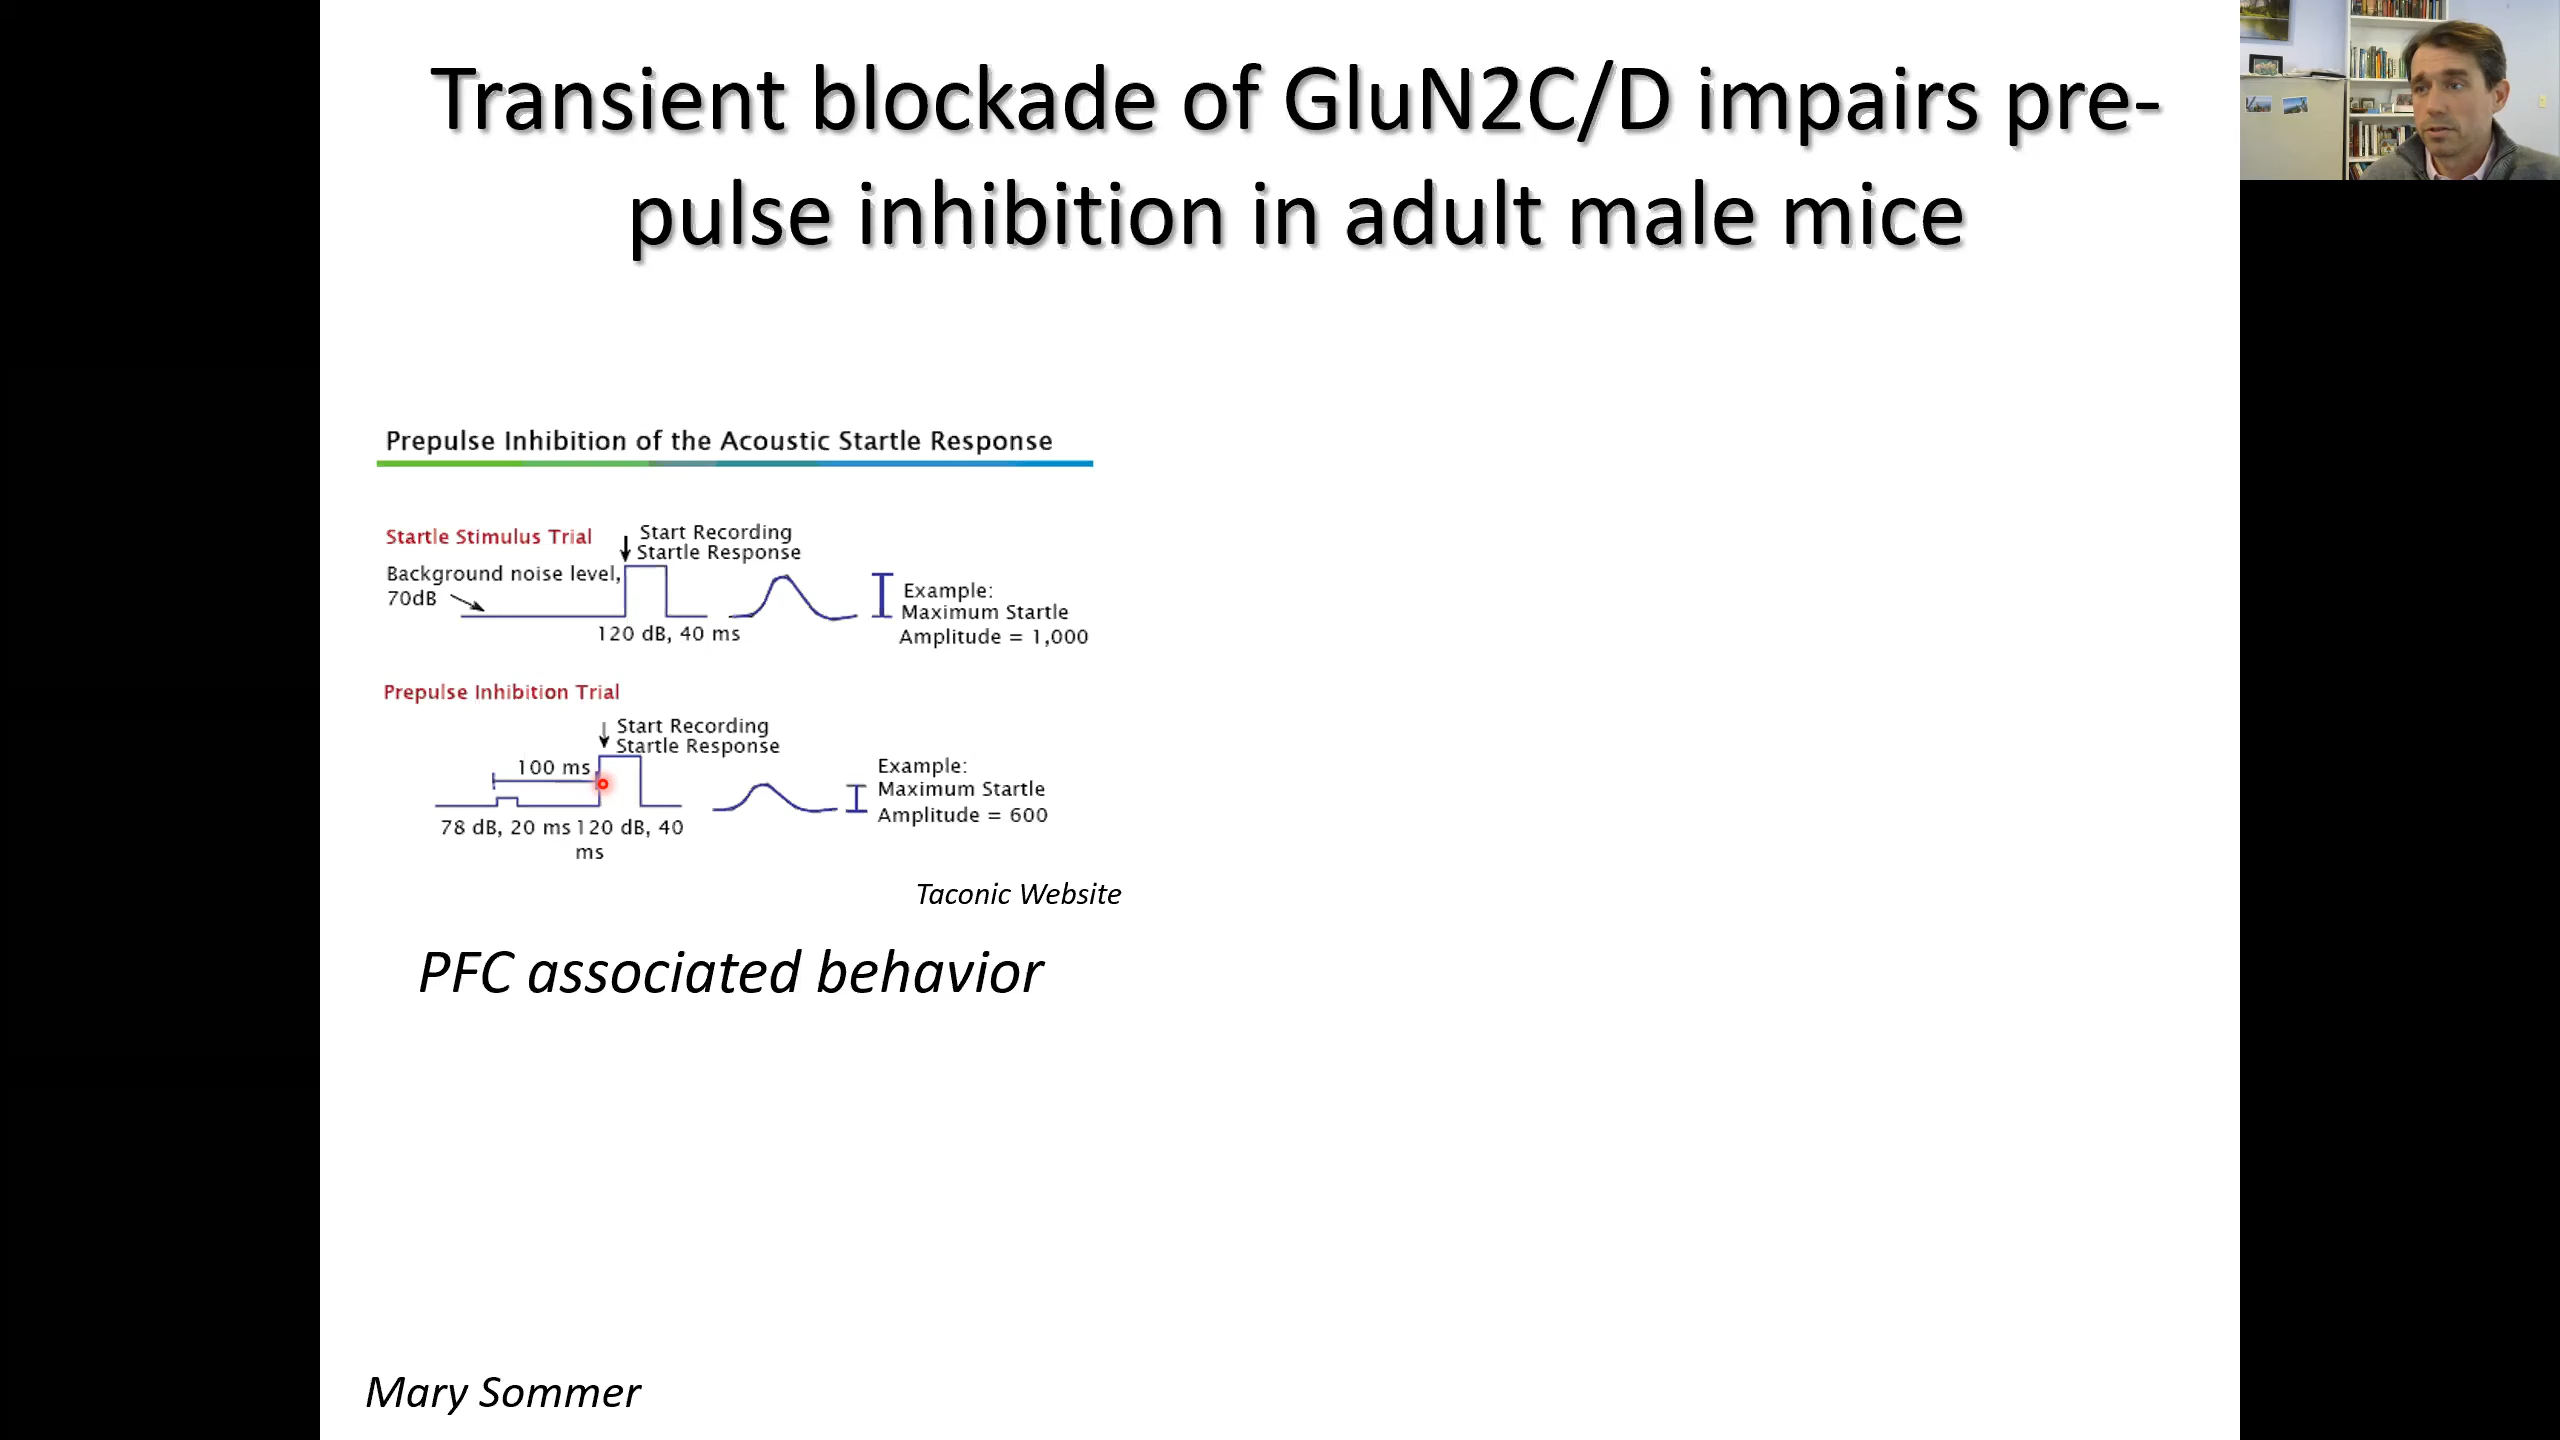 Transient blockade of GluN2C/D impairs pre-
pulse inhibition in adult male mice
Prepulse Inhibition of the Acoustic Startle Response
Startle Stimulus Trial
Start Recording
Startle Response
Background noise level,
70dB
120 dB, 40 ms
Example:
Maximum Startle
Amplitude = 1,000
Prepulse Inhibition Trial
Start Recording
Startle Response
100 ms
78 dB, 20 ms 120 dB, 40
ms
Example:
Maximum Startle
Amplitude = 600
Taconic Website
PFC associated behavior
Mary Sommer